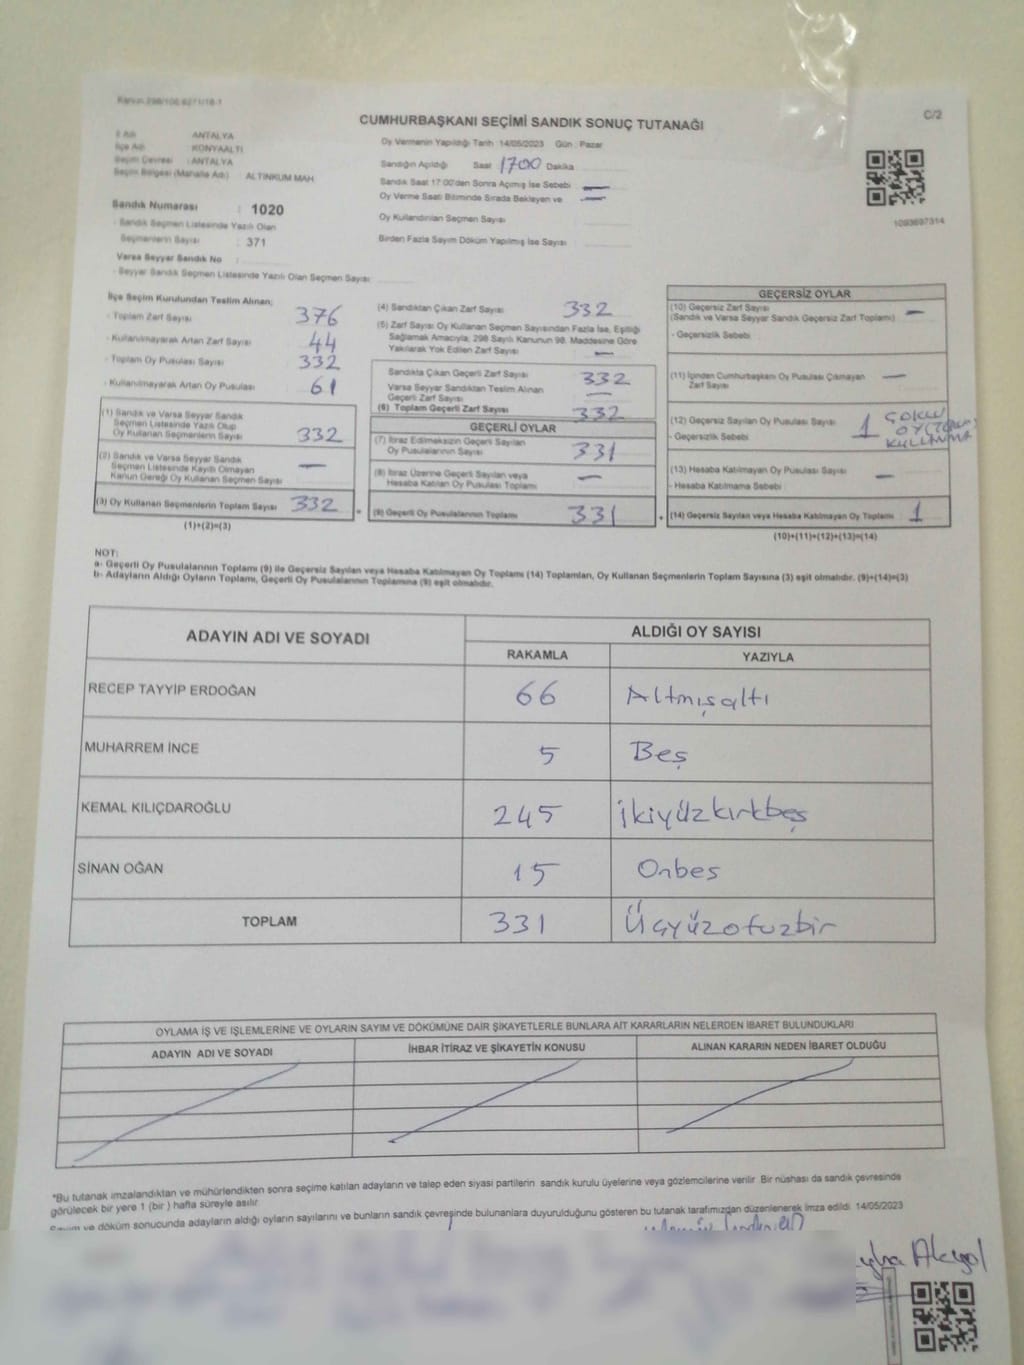 Kanun 298/106,6271/18-1
C/2
CUMHURBAŞKANI SEÇİMİ SANDIK SONUÇ TUTANAĞI
İl Adı ANTALYA
İlçe Adı KONYAALTI
Seçim Çevresi : ANTALYA
Seçim Bölgesi (Mahalle Adı) : ALTINKUM MAH
Sandık Numarası : 1020
- Sandık Seçmen Listesinde Yazılı Olan
Seçmenlerin Sayısı : 371
Varsa Seyyar Sandık No
- Seyyar Sandık Seçmen Listesinde Yazılı Olan Seçmen Sayısı
Oy Vermenin Yapıldığı Tarih 14/05/2023 Gün : Pazar
Sandığın Açıldığı Saat 1700 Dakika
Sandık Saat 17:00'den Sonra Açılmış İse Sebebi —
Oy Verme Saati Bitiminde Sırada Bekleyen ve —
Oy Kullandırılan Seçmen Sayısı
Birden Fazla Sayım Döküm Yapılmış İse Sayısı
1093697314
İlçe Seçim Kurulundan Teslim Alınan;
- Toplam Zarf Sayısı 376
- Kullanılmayarak Artan Zarf Sayısı 44
- Toplam Oy Pusulası Sayısı 332
- Kullanılmayarak Artan Oy Pusulası 61
(1) Sandık ve Varsa Seyyar Sandık
Seçmen Listesinde Yazılı Olup
Oy Kullanan Seçmenlerin Sayısı 332
(2) Sandık ve Varsa Seyyar Sandık
Seçmen Listesinde Kayıtlı Olmayan
Kanun Gereği Oy Kullanan Seçmen Sayısı —
(3) Oy Kullanan Seçmenlerin Toplam Sayısı 332
(1)+(2)=(3)
(4) Sandıktan Çıkan Zarf Sayısı 332
(5) Zarf Sayısı Oy Kullanan Seçmen Sayısından Fazla İse, Eşitliği
Sağlamak Amacıyla, 298 Sayılı Kanunun 98. Maddesine Göre
Yakılarak Yok Edilen Zarf Sayısı —
Sandıkta Çıkan Geçerli Zarf Sayısı 332
Varsa Seyyar Sandıktan Teslim Alınan
Geçerli Zarf Sayısı —
(6) Toplam Geçerli Zarf Sayısı 332
GEÇERLİ OYLAR
(7) İtiraz Edilmeksizin Geçerli Sayılan
Oy Pusulalarının Sayısı 331
(8) İtiraz Üzerine Geçerli Sayılan veya
Hesaba Katılan Oy Pusulası Toplamı —
(9) Geçerli Oy Pusulalarının Toplamı 331
GEÇERSİZ OYLAR
(10) Geçersiz Zarf Sayısı —
(Sandık ve Varsa Seyyar Sandık Geçersiz Zarf Toplamı)
- Geçersizlik Sebebi
(11) İçinden Cumhurbaşkanı Oy Pusulası Çıkmayan
Zarf Sayısı —
(12) Geçersiz Sayılan Oy Pusulası Sayısı 1 ÇOKLU
OY
- Geçersizlik Sebebi KULLANMA
(13) Hesaba Katılmayan Oy Pusulası Sayısı —
- Hesaba Katılmama Sebebi
(14) Geçersiz Sayılan veya Hesaba Katılmayan Oy Toplamı 1
(10)+(11)+(12)+(13)=(14)
NOT:
a- Geçerli Oy Pusulalarının Toplamı (9) ile Geçersiz Sayılan veya Hesaba Katılmayan Oy Toplamı (14) Toplamları, Oy Kullanan Seçmenlerin Toplam Sayısına (3) eşit olmalıdır. (9)+(14)=(3)
b- Adayların Aldığı Oyların Toplamı, Geçerli Oy Pusulalarının Toplamına (9) eşit olmalıdır.
ADAYIN ADI VE SOYADI ALDIĞI OY SAYISI
RAKAMLA YAZIYLA
RECEP TAYYİP ERDOĞAN 66 Altmışaltı
MUHARREM İNCE 5 Beş
KEMAL KILIÇDAROĞLU 245 İkiyüzkırkbeş
SİNAN OĞAN 15 Onbes
TOPLAM 331 Üçyüzotuzbir
OYLAMA İŞ VE İŞLEMLERİNE VE OYLARIN SAYIM VE DÖKÜMÜNE DAİR ŞİKAYETLERLE BUNLARA AİT KARARLARIN NELERDEN İBARET BULUNDUKLARI
ADAYIN ADI VE SOYADI İHBAR İTİRAZ VE ŞİKAYETİN KONUSU ALINAN KARARIN NEDEN İBARET OLDUĞU
*Bu tutanak imzalandıktan ve mühürlendikten sonra seçime katılan adayların ve talep eden siyasi partilerin sandık kurulu üyelerine veya gözlemcilerine verilir. Bir nüshası da sandık çevresinde
görülecek bir yere 1 (bir) hafta süreyle asılır.
Sayım ve döküm sonucunda adayların aldığı oyların sayılarını ve bunların sandık çevresinde bulunanlara duyurulduğunu gösteren bu tutanak tarafımızdan düzenlenerek imza edildi. 14/05/2023
Akyol